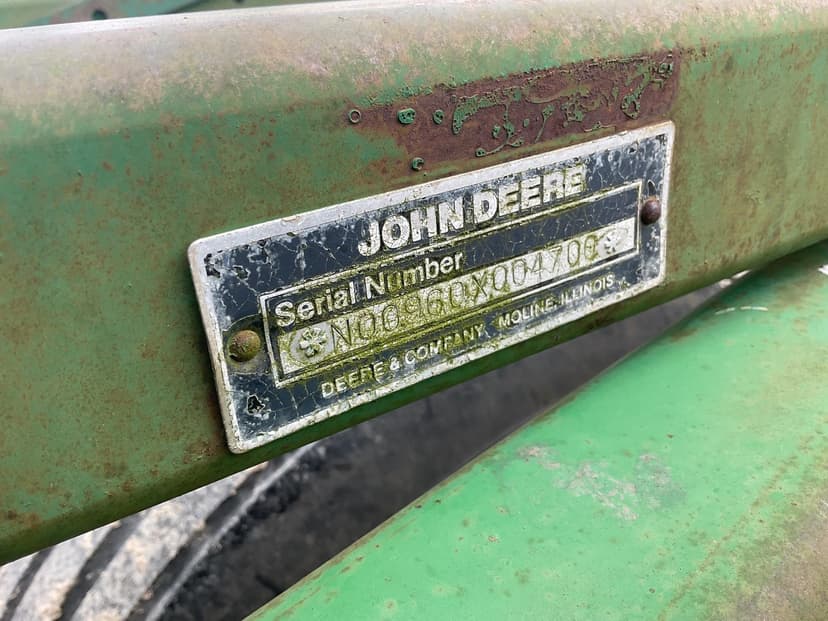 JOHN DEERE
Serial Number
*N00960X004700*
DEERE & COMPANY MOLINE, ILLINOIS